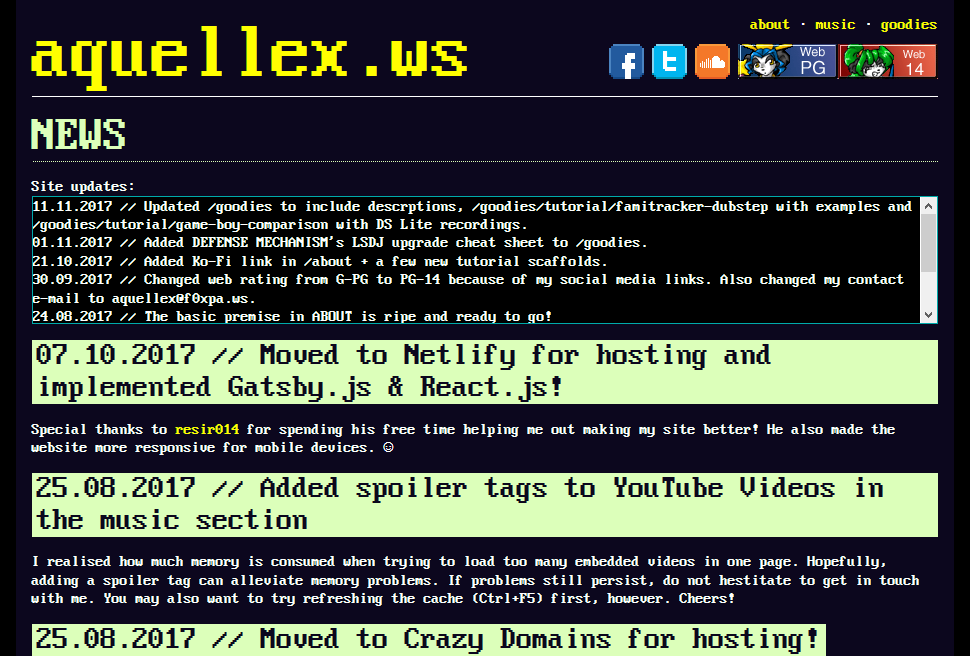 about · music · goodies
aquellex.ws
Web
PG
Web
14
NEWS
Site updates:
11.11.2017 // Updated /goodies to include descrptions, /goodies/tutorial/famitracker-dubstep with examples and
/goodies/tutorial/game-boy-comparison with DS Lite recordings.
01.11.2017 // Added DEFENSE MECHANISM's LSDJ upgrade cheat sheet to /goodies.
21.10.2017 // Added Ko-Fi link in /about + a few new tutorial scaffolds.
30.09.2017 // Changed web rating from G-PG to PG-14 because of my social media links. Also changed my contact
e-mail to aquellex@f0xpa.ws.
24.08.2017 // The basic premise in ABOUT is ripe and ready to go!
07.10.2017 // Moved to Netlify for hosting and
implemented Gatsby.js & React.js!
Special thanks to resir014 for spending his free time helping me out making my site better! He also made the
website more responsive for mobile devices. ☺
25.08.2017 // Added spoiler tags to YouTube Videos in
the music section
I realised how much memory is consumed when trying to load too many embedded videos in one page. Hopefully,
adding a spoiler tag can alleviate memory problems. If problems still persist, do not hestitate to get in touch
with me. You may also want to try refreshing the cache (Ctrl+F5) first, however. Cheers!
25.08.2017 // Moved to Crazy Domains for hosting!